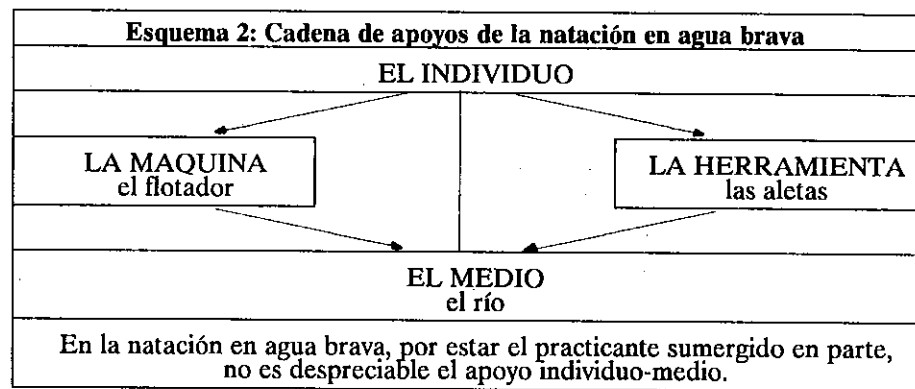 Esquema 2: Cadena de apoyos de la natación en agua brava
EL INDIVIDUO
LA MAQUINA
el flotador
LA HERRAMIENTA
las aletas
EL MEDIO
el río
En la natación en agua brava, por estar el practicante sumergido en parte,
no es despreciable el apoyo individuo-medio.